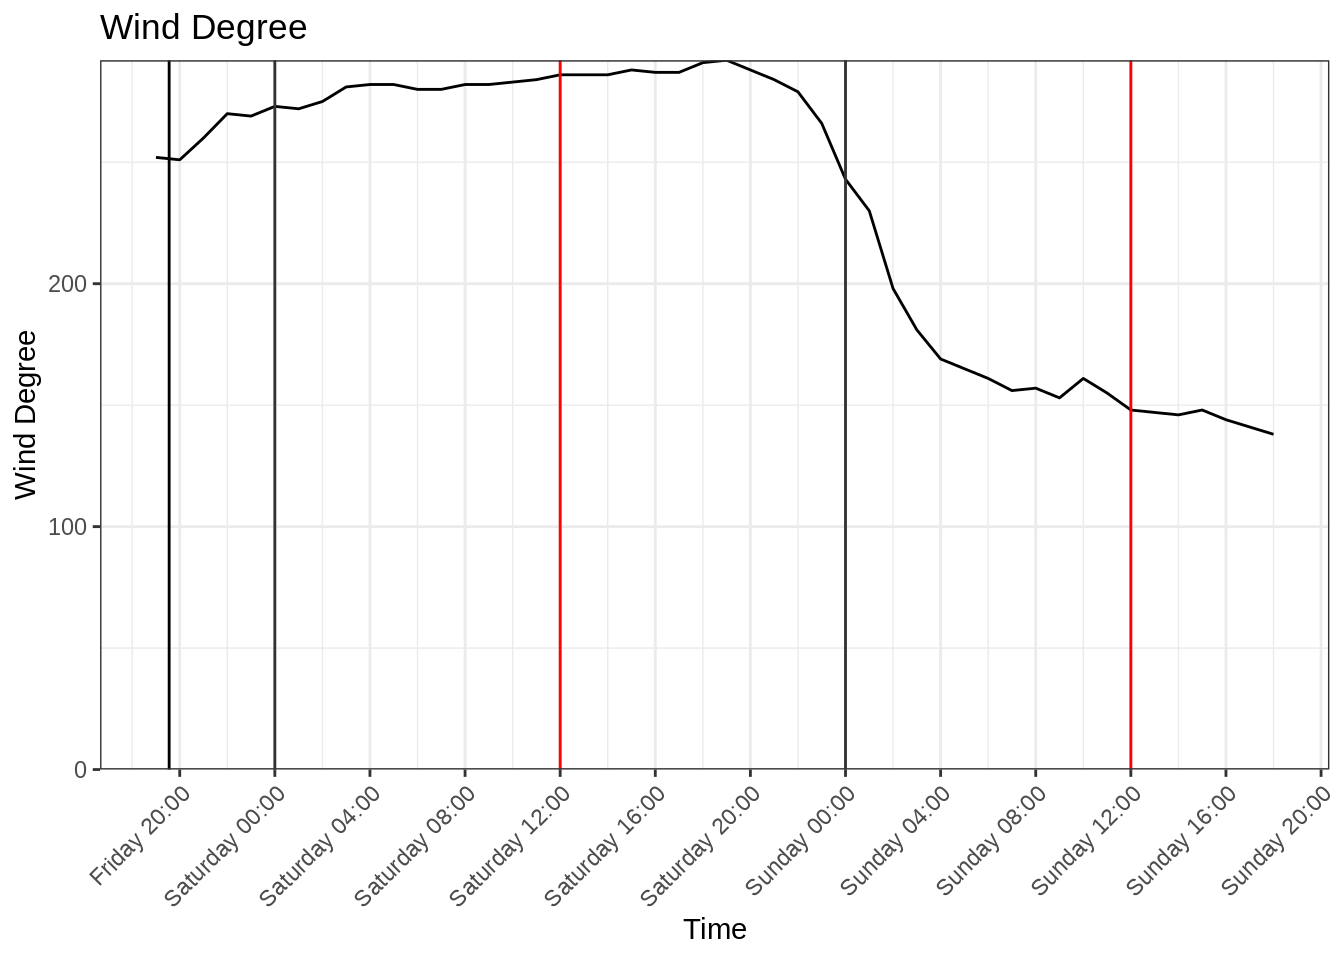 Wind Degree
Wind Degree
200
100
0
Friday 20:00
Saturday 00:00
Saturday 04:00
Saturday 08:00
Saturday 12:00
Saturday 16:00
Saturday 20:00
Sunday 00:00
Sunday 04:00
Sunday 08:00
Sunday 12:00
Sunday 16:00
Sunday 20:00
Time